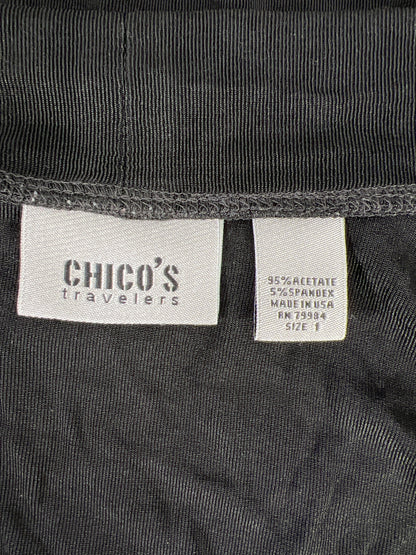 CHICO'S
travelers
95% ACETATE
5% SPANDEX
MADE IN USA
RN 79984
SIZE 1